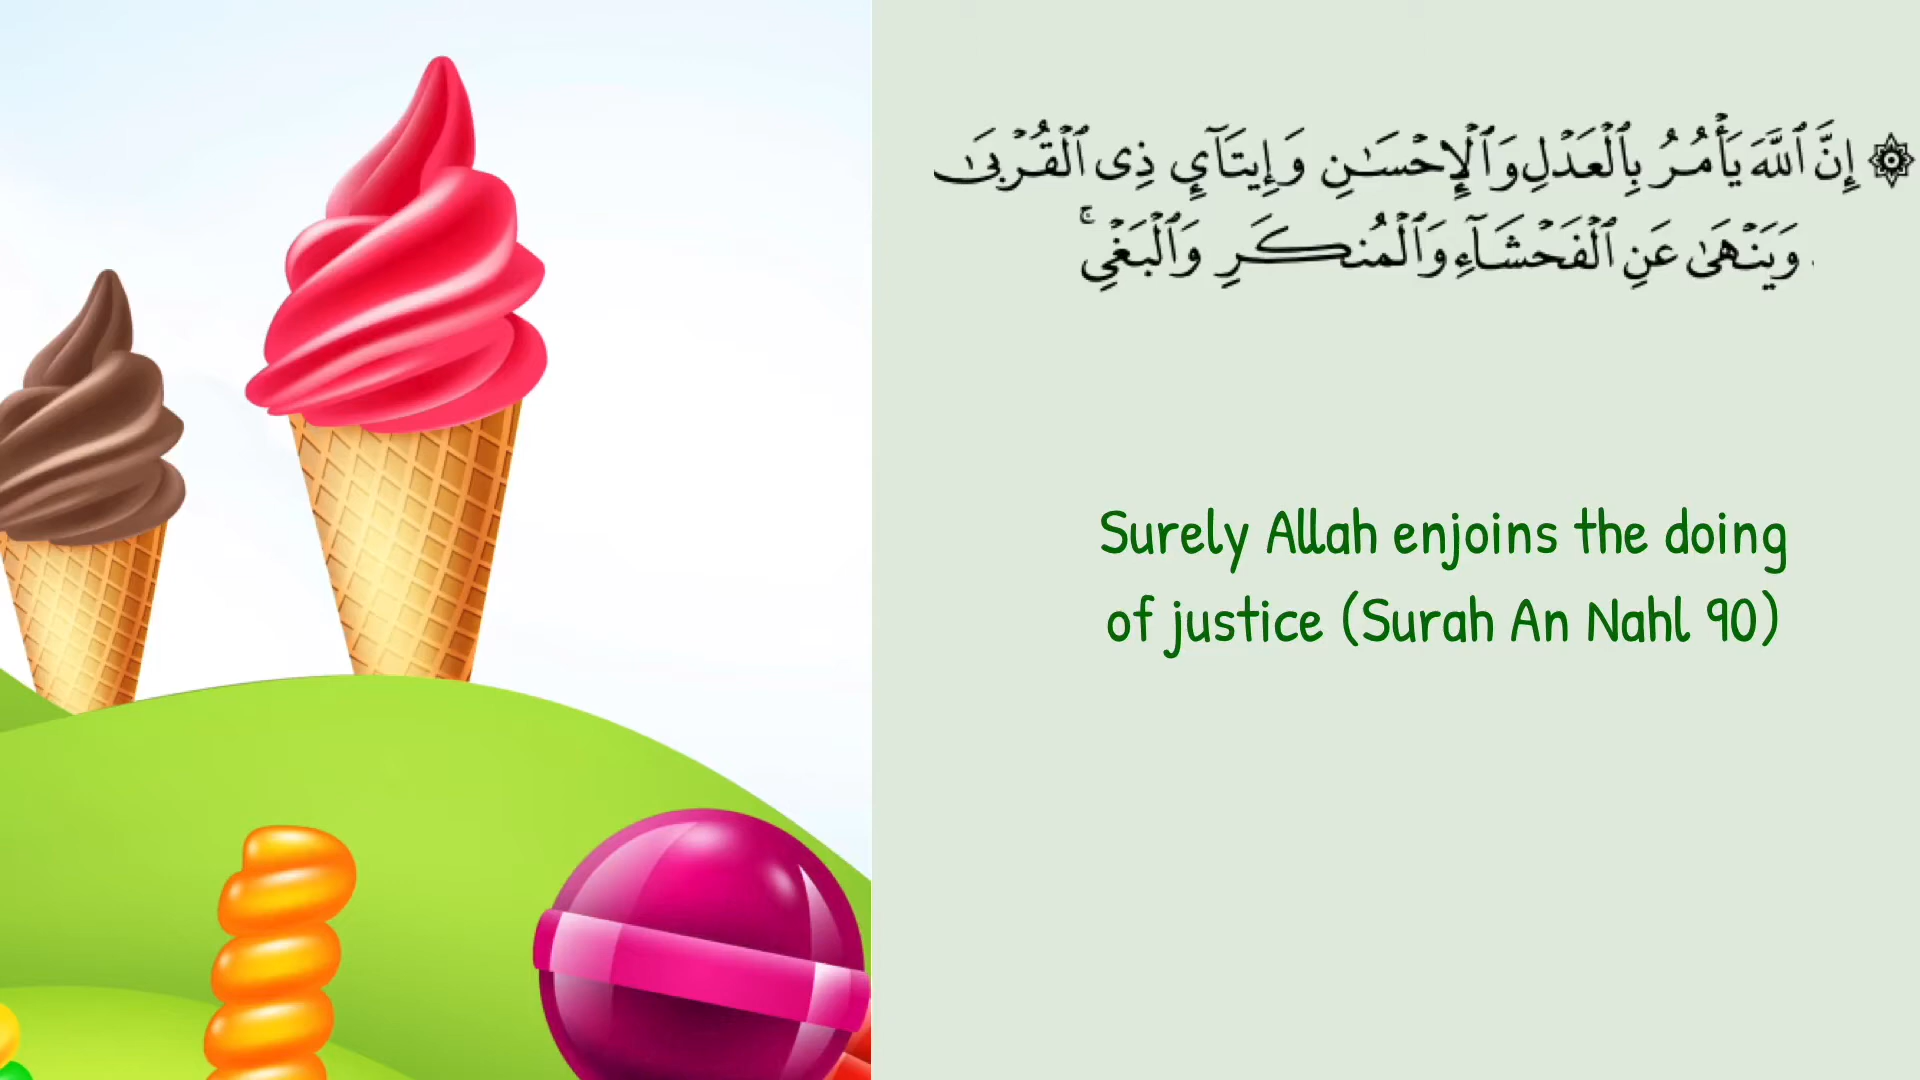 ۞ إِنَّ ٱللَّهَ يَأْمُرُ بِٱلْعَدْلِ وَٱلْإِحْسَـٰنِ وَإِيتَآئِ ذِى ٱلْقُرْبَىٰ
وَيَنْهَىٰ عَنِ ٱلْفَحْشَآءِ وَٱلْمُنكَرِ وَٱلْبَغْىِ ۚ
Surely Allah enjoins the doing
of justice (Surah An Nahl 90)